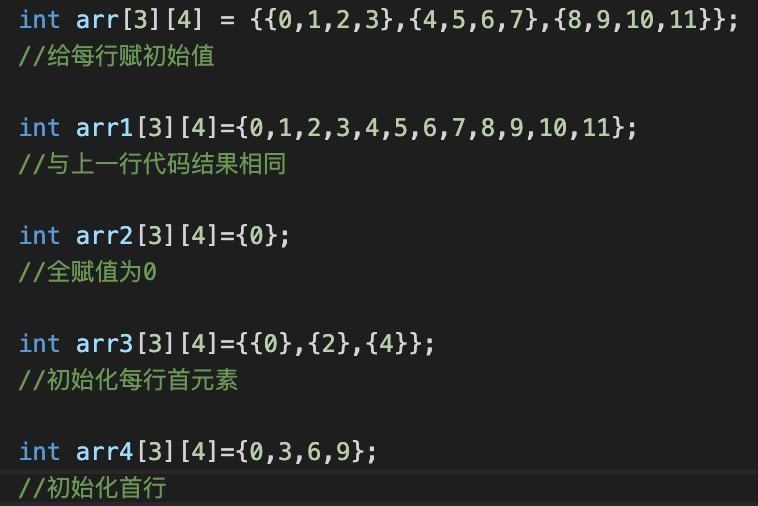 int arr[3][4] = {{0,1,2,3},{4,5,6,7},{8,9,10,11}};
//给每行赋初始值
int arr1[3][4]={0,1,2,3,4,5,6,7,8,9,10,11};
//与上一行代码结果相同
int arr2[3][4]={0};
//全赋值为0
int arr3[3][4]={{0},{2},{4}};
//初始化每行首元素
int arr4[3][4]={0,3,6,9};
//初始化首行